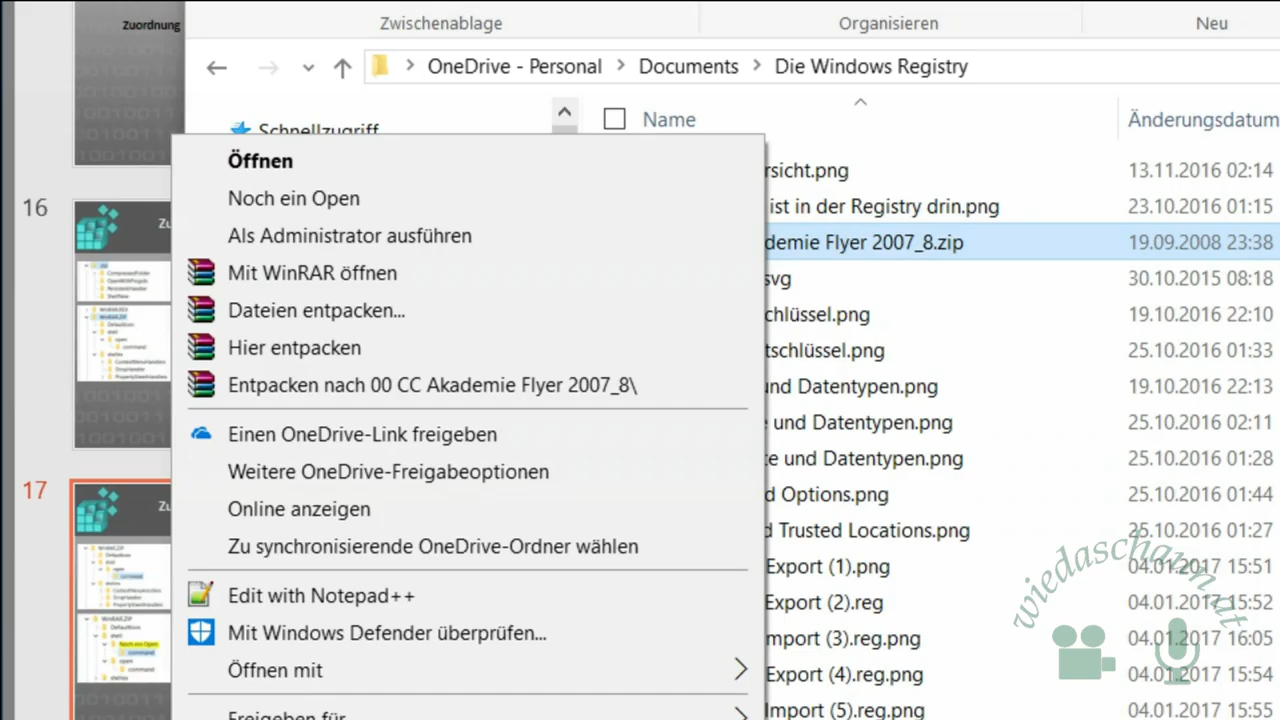 Zuordnung
Zwischenablage
Organisieren
Neu
OneDrive - Personal
Documents
Die Windows Registry
Schnellzugriff
Name
Änderungsdatum
Öffnen
Noch ein Open
Als Administrator ausführen
Mit WinRAR öffnen
Dateien entpacken...
Hier entpacken
Entpacken nach 00 CC Akademie Flyer 2007_8\
Einen OneDrive-Link freigeben
Weitere OneDrive-Freigabeoptionen
Online anzeigen
Zu synchronisierende OneDrive-Ordner wählen
Edit with Notepad++
Mit Windows Defender überprüfen...
Öffnen mit
Freigeben für
rsicht.png 13.11.2016 02:14
ist in der Registry drin.png 23.10.2016 01:15
demie Flyer 2007_8.zip 19.09.2008 23:38
svg 30.10.2015 08:18
chlüssel.png 19.10.2016 22:10
tschlüssel.png 25.10.2016 01:33
und Datentypen.png 19.10.2016 22:13
e und Datentypen.png 25.10.2016 02:11
te und Datentypen.png 25.10.2016 01:28
d Options.png 25.10.2016 01:44
d Trusted Locations.png 25.10.2016 01:27
Export (1).png 04.01.2017 15:51
Export (2).reg 04.01.2017 15:52
mport (3).reg.png 04.01.2017 16:05
Export (4).reg.png 04.01.2017 15:54
Import (5).reg.png 04.01.2017 15:55
16
Zu
17
Zu
Noch ein Open
open
command
wiedaschaun.at